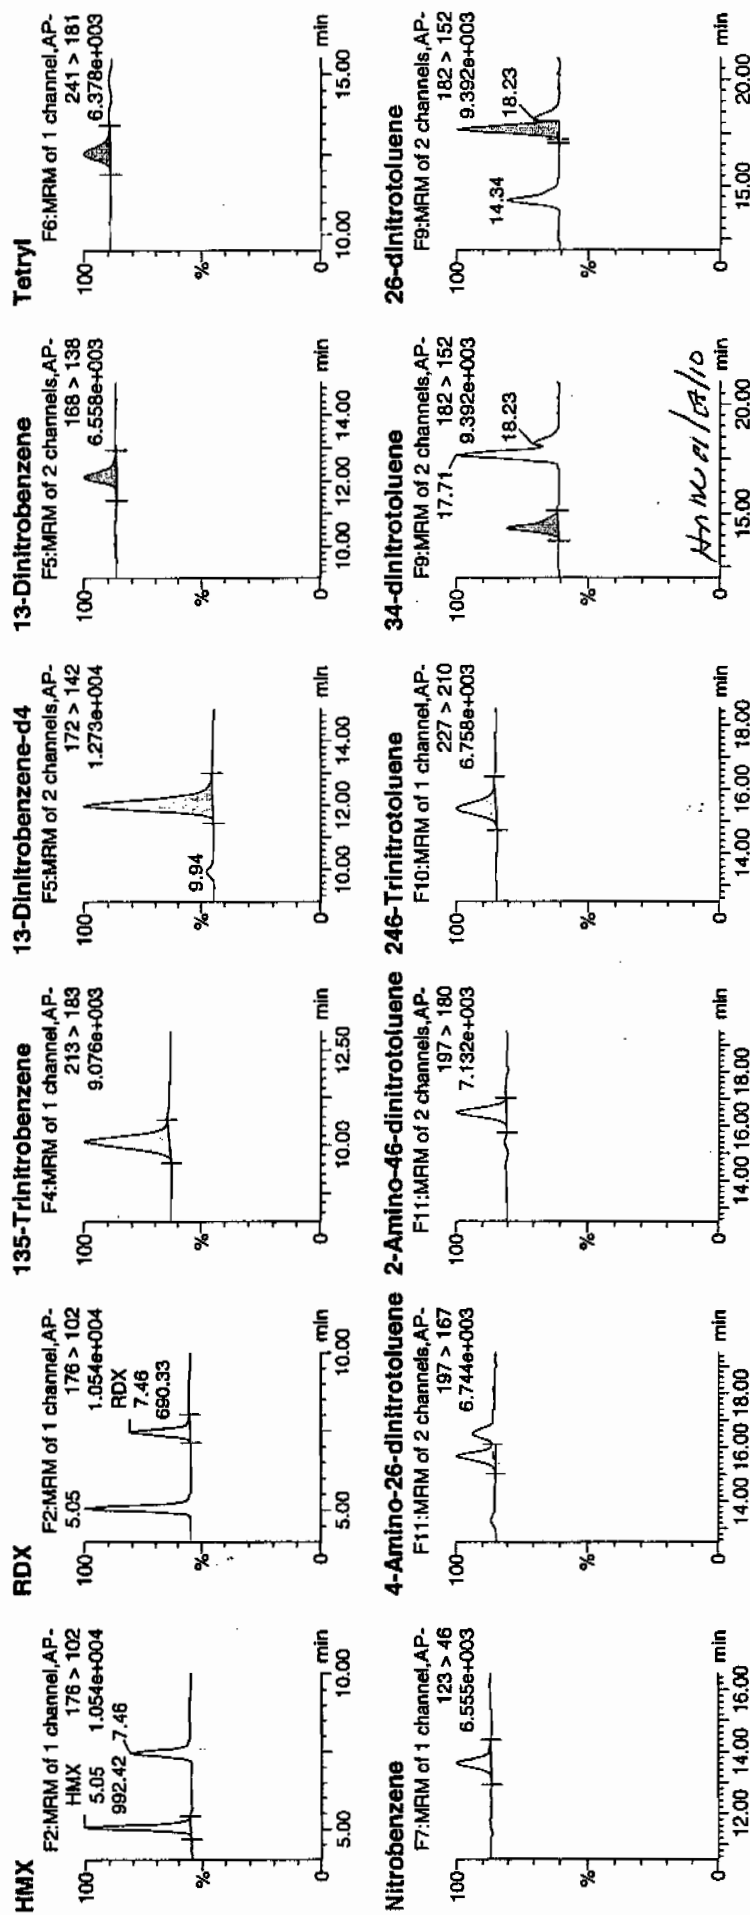 HMX
F2:MRM of 1 channel,AP-
176 > 102
1.054e+004
HMX
5.05
992.42
7.46
100
%
0
5.00
10.00
min
RDX
F2:MRM of 1 channel,AP-
176 > 102
1.054e+004
5.05
RDX
7.46
690.33
100
%
0
5.00
10.00
min
135-Trinitrobenzene
F4:MRM of 1 channel,AP-
213 > 183
9.076e+003
100
%
0
10.00
12.50
min
13-Dinitrobenzene-d4
F5:MRM of 2 channels,AP-
172 > 142
1.273e+004
9.94
100
%
0
10.00
12.00
14.00
min
13-Dinitrobenzene
F5:MRM of 2 channels,AP-
168 > 138
6.558e+003
100
%
0
10.00
12.00
14.00
min
Tetryl
F6:MRM of 1 channel,AP-
241 > 181
6.378e+003
100
%
0
10.00
15.00
min
Nitrobenzene
F7:MRM of 1 channel,AP-
123 > 46
6.555e+003
100
%
0
12.00
14.00
16.00
min
4-Amino-26-dinitrotoluene
F11:MRM of 2 channels,AP-
197 > 167
6.744e+003
100
%
0
14.00
16.00
18.00
min
2-Amino-46-dinitrotoluene
F11:MRM of 2 channels,AP-
197 > 180
7.132e+003
100
%
0
14.00
16.00
18.00
min
246-Trinitrotoluene
F10:MRM of 1 channel,AP-
227 > 210
6.758e+003
100
%
0
14.00
16.00
18.00
min
34-dinitrotoluene
F9:MRM of 2 channels,AP-
182 > 152
9.392e+003
17.71
18.23
100
%
0
15.00
20.00
min
26-dinitrotoluene
F9:MRM of 2 channels,AP-
182 > 152
9.392e+003
14.34
18.23
100
%
0
15.00
20.00
min